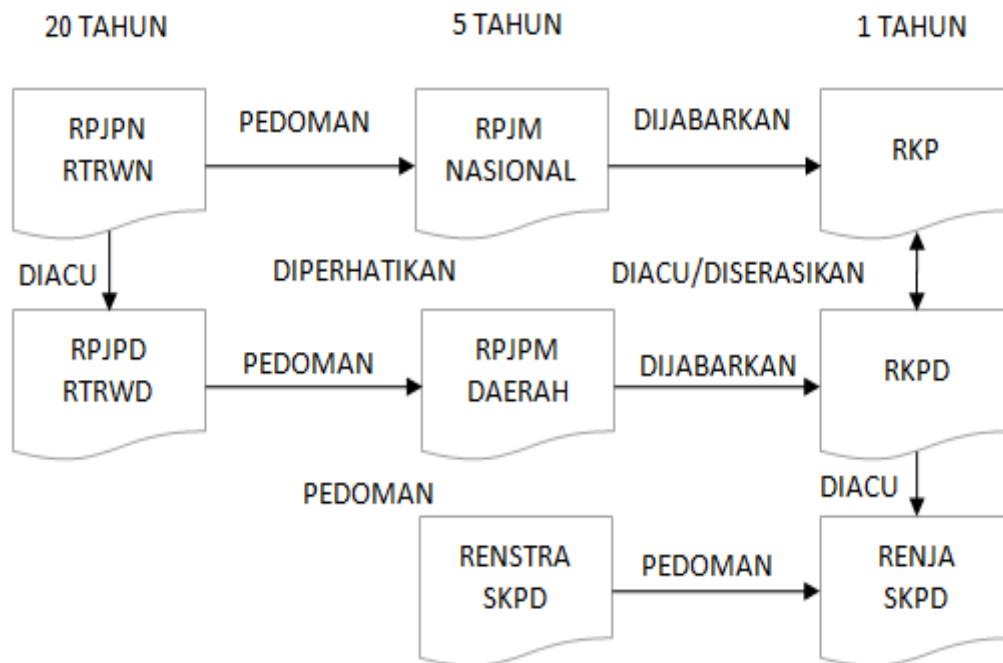 20 TAHUN
5 TAHUN
1 TAHUN
RPJPN
RTRWN
PEDOMAN
RPJM
NASIONAL
DIJABARKAN
RKP
DIACU
DIPERHATIKAN
DIACU/DISERASIKAN
RPJPD
RTRWD
PEDOMAN
RPJPM
DAERAH
DIJABARKAN
RKPD
PEDOMAN
DIACU
RENSTRA
SKPD
PEDOMAN
RENJA
SKPD